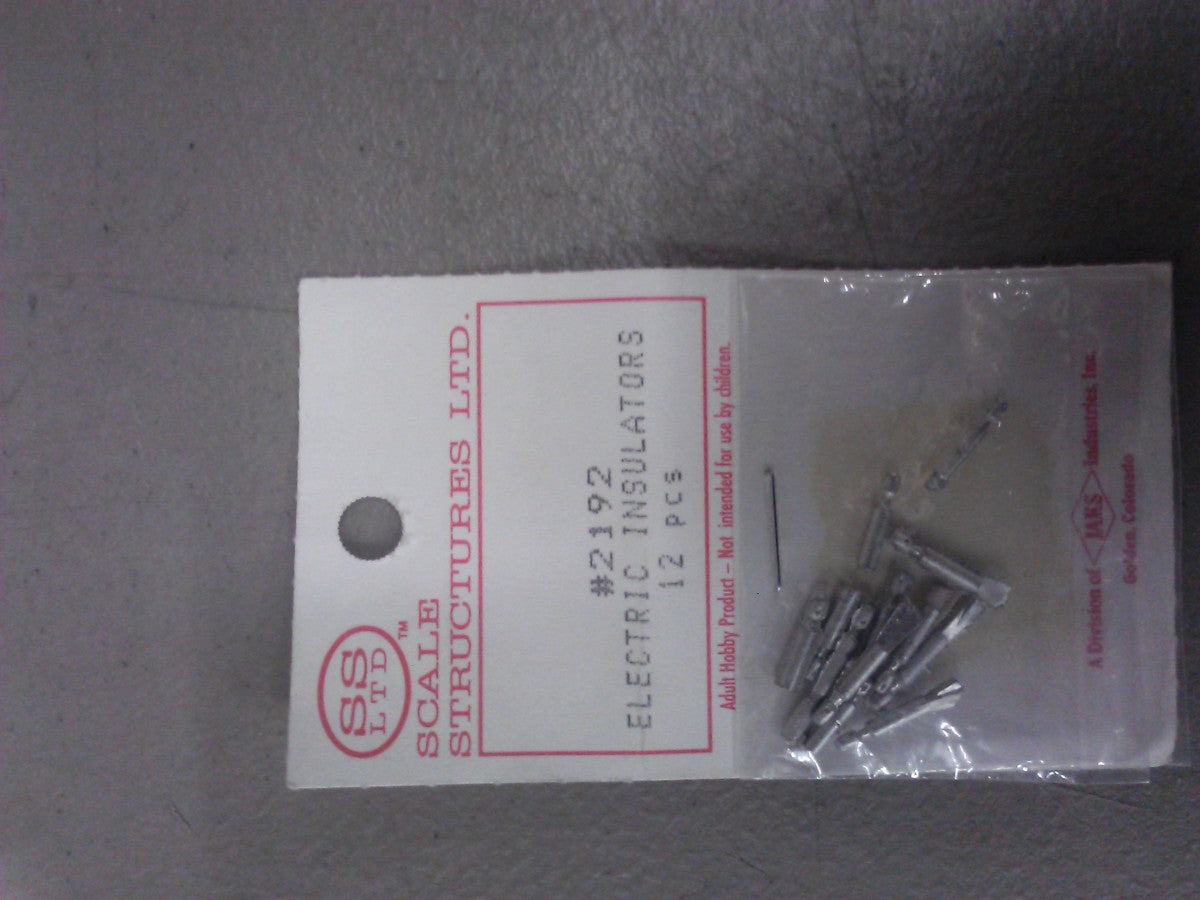 SS
LTD
TM
SCALE
STRUCTURES LTD.
#2192
ELECTRIC INSULATORS
12 pcs
Adult Hobby Product – Not intended for use by children.
A Division of JAKS Industries, Inc.
Golden, Colorado